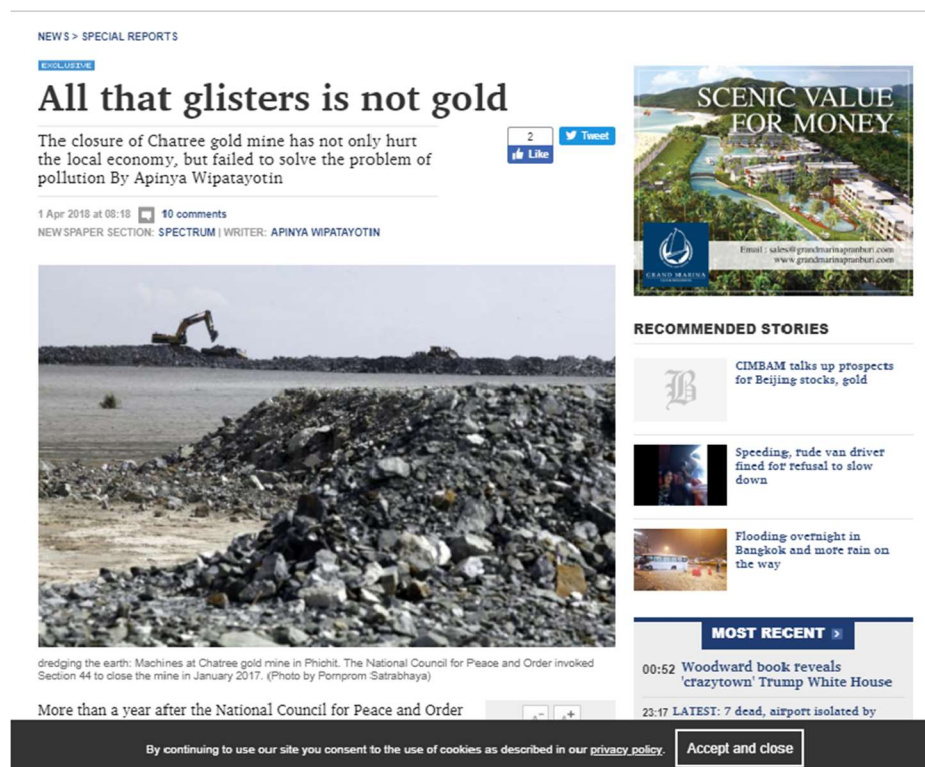 NEWS > SPECIAL REPORTS
EXCLUSIVE
All that glisters is not gold
The closure of Chatree gold mine has not only hurt
the local economy, but failed to solve the problem of
pollution By Apinya Wipatayotin
2
Like
Tweet
1 Apr 2018 at 08:18 10 comments
NEWSPAPER SECTION: SPECTRUM | WRITER: APINYA WIPATAYOTIN
dredging the earth: Machines at Chatree gold mine in Phichit. The National Council for Peace and Order invoked
Section 44 to close the mine in January 2017. (Photo by Pornprom Satrabhaya)
More than a year after the National Council for Peace and Order
A- A+
SCENIC VALUE
FOR MONEY
GRAND MARINA
Email : sales@grandmarinapranburi.com
www.grandmarinapranburi.com
RECOMMENDED STORIES
B
CIMBAM talks up prospects
for Beijing stocks, gold
Speeding, rude van driver
fined for refusal to slow
down
Flooding overnight in
Bangkok and more rain on
the way
MOST RECENT >
00:52 Woodward book reveals
'crazytown' Trump White House
23:17 LATEST: 7 dead, airport isolated by
By continuing to use our site you consent to the use of cookies as described in our privacy policy. Accept and close